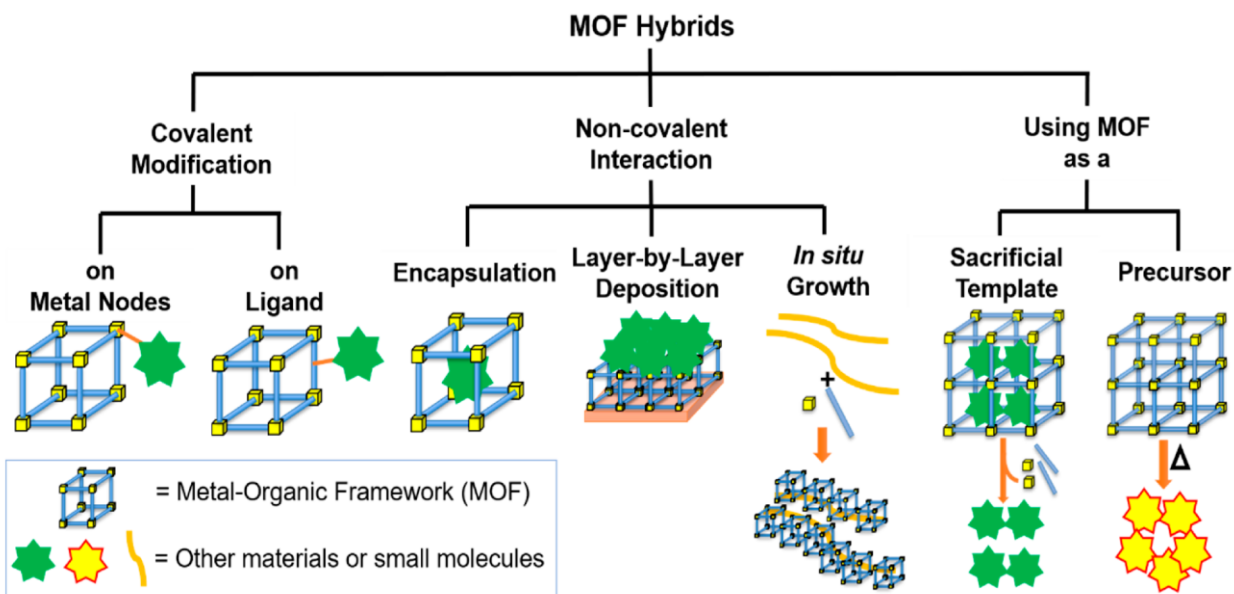 MOF Hybrids
Covalent
Modification
Non-covalent
Interaction
Using MOF
as a
on
Metal Nodes
on
Ligand
Encapsulation
Layer-by-Layer
Deposition
In situ
Growth
Sacrificial
Template
Precursor
+
Δ
= Metal-Organic Framework (MOF)
= Other materials or small molecules